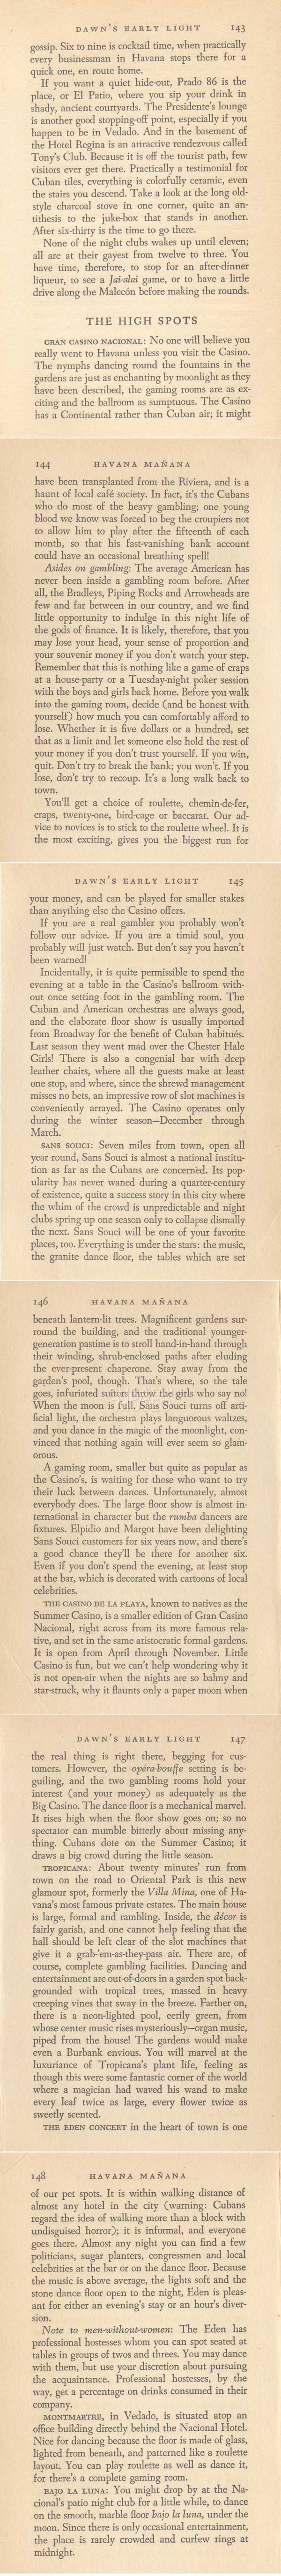 DAWN'S EARLY LIGHT 143
gossip. Six to nine is cocktail time, when practically
every businessman in Havana stops there for a
quick one, en route home.
If you want a quiet hide-out, Prado 86 is the
place, or El Patio, where you sip your drink in
shady, ancient courtyards. The Presidente's lounge
is another good stopping-off point, especially if you
happen to be in Vedado. And in the basement of
the Hotel Regina is an attractive rendezvous called
Tony's Club. Because it is off the tourist path, few
visitors ever get there. Practically a testimonial for
Cuban tiles, everything is colorfully ceramic, even
the stairs you descend. Take a look at the long old-
style charcoal stove in one corner, quite an an-
tithesis to the juke-box that stands in another.
After six-thirty is the time to go there.
None of the night clubs wakes up until eleven;
all are at their gayest from twelve to three. You
have time, therefore, to stop for an after-dinner
liqueur, to see a Jai-alai game, or to have a little
drive along the Malecón before making the rounds.
THE HIGH SPOTS
GRAN CASINO NACIONAL: No one will believe you
really went to Havana unless you visit the Casino.
The nymphs dancing round the fountains in the
gardens are just as enchanting by moonlight as they
have been described, the gaming rooms are as ex-
citing and the ballroom as sumptuous. The Casino
has a Continental rather than Cuban air; it might
144 HAVANA MAÑANA
have been transplanted from the Riviera, and is a
haunt of local café society. In fact, it's the Cubans
who do most of the heavy gambling; one young
blood we know was forced to beg the croupiers not
to allow him to play after the fifteenth of each
month, so that his fast-vanishing bank account
could have an occasional breathing spell!
Asides on gambling: The average American has
never been inside a gambling room before. After
all, the Bradleys, Piping Rocks and Arrowheads are
few and far between in our country, and we find
little opportunity to indulge in this night life of
the gods of finance. It is likely, therefore, that you
may lose your head, your sense of proportion and
your souvenir money if you don't watch your step.
Remember that this is nothing like a game of craps
at a house-party or a Tuesday-night poker session
with the boys and girls back home. Before you walk
into the gaming room, decide (and be honest with
yourself) how much you can comfortably afford to
lose. Whether it is five dollars or a hundred, set
that as a limit and let someone else hold the rest of
your money if you don't trust yourself. If you win,
quit. Don't try to break the bank; you won't. If you
lose, don't try to recoup. It's a long walk back to
town.
You'll get a choice of roulette, chemin-de-fer,
craps, twenty-one, bird-cage or baccarat. Our ad-
vice to novices is to stick to the roulette wheel. It is
the most exciting, gives you the biggest run for
DAWN'S EARLY LIGHT 145
your money, and can be played for smaller stakes
than anything else the Casino offers.
If you are a real gambler you probably won't
follow our advice. If you are a timid soul, you
probably will just watch. But don't say you haven't
been warned!
Incidentally, it is quite permissible to spend the
evening at a table in the Casino's ballroom with-
out once setting foot in the gambling room. The
Cuban and American orchestras are always good,
and the elaborate floor show is usually imported
from Broadway for the benefit of Cuban habitués.
Last season they went mad over the Chester Hale
Girls! There is also a congenial bar with deep
leather chairs, where all the guests make at least
one stop, and where, since the shrewd management
misses no bets, an impressive row of slot machines is
conveniently arrayed. The Casino operates only
during the winter season—December through
March.
SANS SOUCI: Seven miles from town, open all
year round, Sans Souci is almost a national institu-
tion as far as the Cubans are concerned. Its pop-
ularity has never waned during a quarter-century
of existence, quite a success story in this city where
the whim of the crowd is unpredictable and night
clubs spring up one season only to collapse dismally
the next. Sans Souci will be one of your favorite
places, too. Everything is under the stars: the music,
the granite dance floor, the tables which are set
146 HAVANA MAÑANA
beneath lantern-lit trees. Magnificent gardens sur-
round the building, and the traditional younger-
generation pastime is to stroll hand-in-hand through
their winding, shrub-enclosed paths after eluding
the ever-present chaperone. Stay away from the
garden's pool, though. That's where, so the tale
goes, infuriated suitors throw the girls who say no!
When the moon is full, Sans Souci turns off arti-
ficial light, the orchestra plays languorous waltzes,
and you dance in the magic of the moonlight, con-
vinced that nothing again will ever seem so glam-
orous.
A gaming room, smaller but quite as popular as
the Casino's, is waiting for those who want to try
their luck between dances. Unfortunately, almost
everybody does. The large floor show is almost in-
ternational in character but the rumba dancers are
fixtures. Elpidio and Margot have been delighting
Sans Souci customers for six years now, and there's
a good chance they'll be there for another six.
Even if you don't spend the evening, at least stop
at the bar, which is decorated with cartoons of local
celebrities.
THE CASINO DE LA PLAYA, known to natives as the
Summer Casino, is a smaller edition of Gran Casino
Nacional, right across from its more famous rela-
tive, and set in the same aristocratic formal gardens.
It is open from April through November. Little
Casino is fun, but we can't help wondering why it
is not open-air when the nights are so balmy and
star-struck, why it flaunts only a paper moon when
DAWN'S EARLY LIGHT 147
the real thing is right there, begging for cus-
tomers. However, the opéra-bouffe setting is be-
guiling, and the two gambling rooms hold your
interest (and your money) as adequately as the
Big Casino. The dance floor is a mechanical marvel.
It rises high when the floor show goes on; so no
spectator can mumble bitterly about missing any-
thing. Cubans dote on the Summer Casino; it
draws a big crowd during the little season.
TROPICANA: About twenty minutes' run from
town on the road to Oriental Park is this new
glamour spot, formerly the Villa Mina, one of Ha-
vana's most famous private estates. The main house
is large, formal and rambling. Inside, the décor is
fairly garish, and one cannot help feeling that the
hall should be left clear of the slot machines that
give it a grab-'em-as-they-pass air. There are, of
course, complete gambling facilities. Dancing and
entertainment are out-of-doors in a garden spot back-
grounded with tropical trees, massed in heavy
creeping vines that sway in the breeze. Farther on,
there is a neon-lighted pool, eerily green, from
whose center music rises mysteriously—organ music,
piped from the house! The gardens would make
even a Burbank envious. You will marvel at the
luxuriance of Tropicana's plant life, feeling as
though this were some fantastic corner of the world
where a magician had waved his wand to make
every leaf twice as large, every flower twice as
sweetly scented.
THE EDEN CONCERT in the heart of town is one
148 HAVANA MAÑANA
of our pet spots. It is within walking distance of
almost any hotel in the city (warning: Cubans
regard the idea of walking more than a block with
undisguised horror); it is informal, and everyone
goes there. Almost any night you can find a few
politicians, sugar planters, congressmen and local
celebrities at the bar or on the dance floor. Because
the music is above average, the lights soft and the
stone dance floor open to the night, Eden is pleas-
ant for either an evening's stay or an hour's diver-
sion.
Note to men-without-women: The Eden has
professional hostesses whom you can spot seated at
tables in groups of twos and threes. You may dance
with them, but use your discretion about pursuing
the acquaintance. Professional hostesses, by the
way, get a percentage on drinks consumed in their
company.
MONTMARTRE, in Vedado, is situated atop an
office building directly behind the Nacional Hotel.
Nice for dancing because the floor is made of glass,
lighted from beneath, and patterned like a roulette
layout. You can play roulette as well as dance it,
for there's a complete gaming room.
BAJO LA LUNA: You might drop by at the Na-
cional's patio night club for a little while, to dance
on the smooth, marble floor bajo la luna, under the
moon. Since there is only occasional entertainment,
the place is rarely crowded and curfew rings at
midnight.